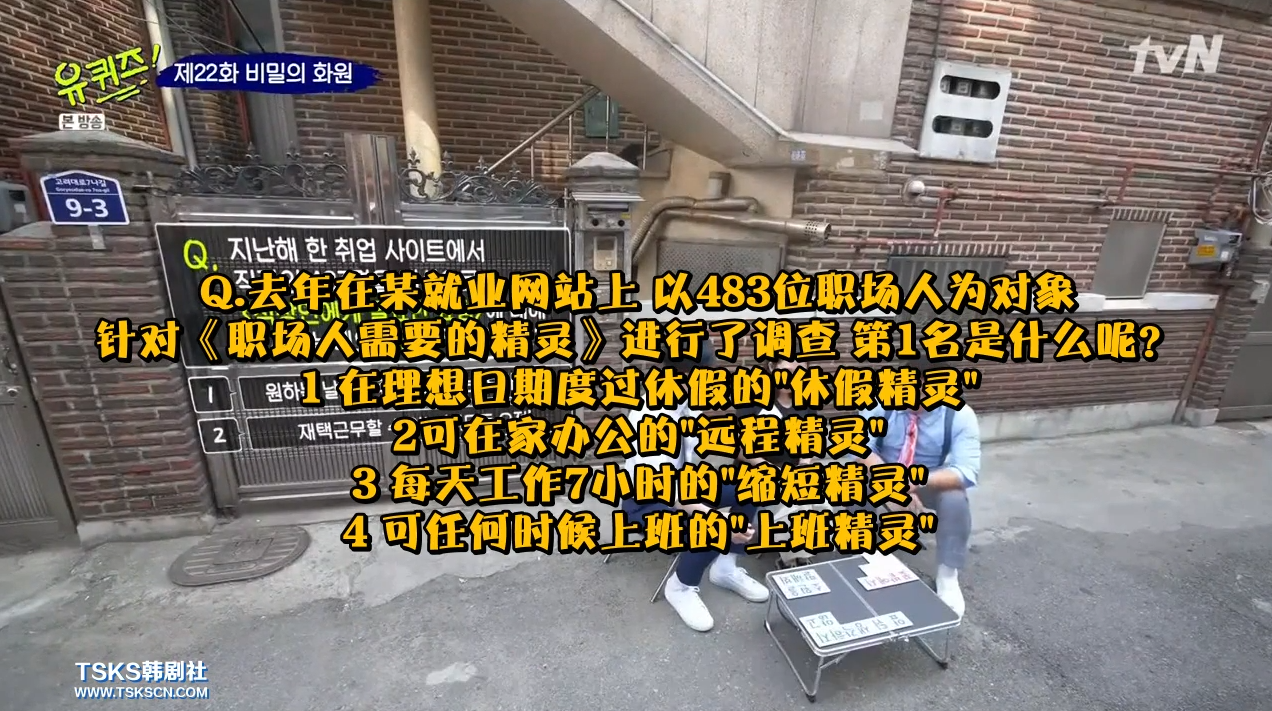 유퀴즈!
제22화 비밀의 화원
본 방송
tvN
고려대로7나길
9-3
Q. 지난해 한 취업 사이트에서
Q.去年在某就业网站上 以483位职场人为对象
针对《职场人需要的精灵》进行了调查 第1名是什么呢?
1 在理想日期度过休假的"休假精灵"
1 원하는
2可在家办公的"远程精灵"
2 재택근무할
3 每天工作7小时的"缩短精灵"
4 可任何时候上班的"上班精灵"
TSKS韩剧社
WWW.TSKSCN.COM